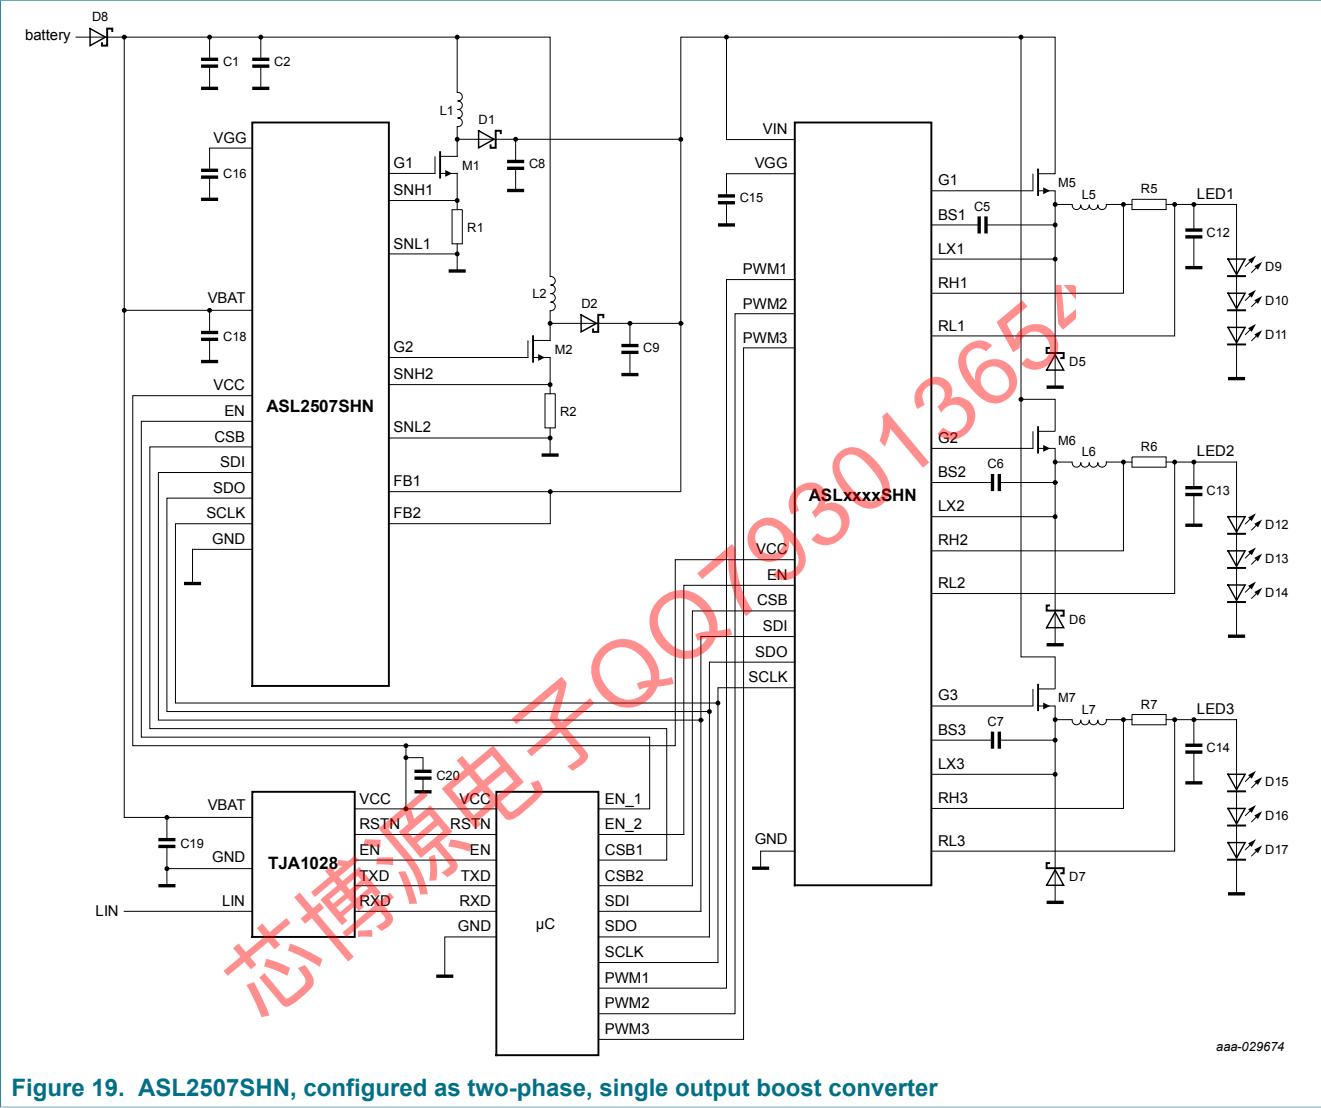 D8
battery
C1
C2
L1
D1
C8
M1
R1
VGG
C16
G1
SNH1
SNL1
L2
D2
C9
M2
R2
VBAT
C18
G2
SNH2
SNL2
VCC
EN
CSB
SDI
SDO
SCLK
GND
ASL2507SHN
FB1
FB2
VIN
VGG
C15
PWM1
PWM2
PWM3
ASLxxxxSHN
VCC
EN
CSB
SDI
SDO
SCLK
GND
G1
BS1
LX1
RH1
RL1
C5
M5
L5
R5
LED1
C12
D9
D10
D11
D5
G2
BS2
LX2
RH2
RL2
C6
M6
L6
R6
LED2
C13
D12
D13
D14
D6
G3
BS3
LX3
RH3
RL3
C7
M7
L7
R7
LED3
C14
D15
D16
D17
D7
C20
VBAT
C19
GND
LIN
LIN
TJA1028
VCC
RSTN
EN
TXD
RXD
VCC
RSTN
EN
TXD
RXD
GND
µC
EN_1
EN_2
CSB1
CSB2
SDI
SDO
SCLK
PWM1
PWM2
PWM3
芯博源电子QQ793013654
aaa-029674
Figure 19. ASL2507SHN, configured as two-phase, single output boost converter